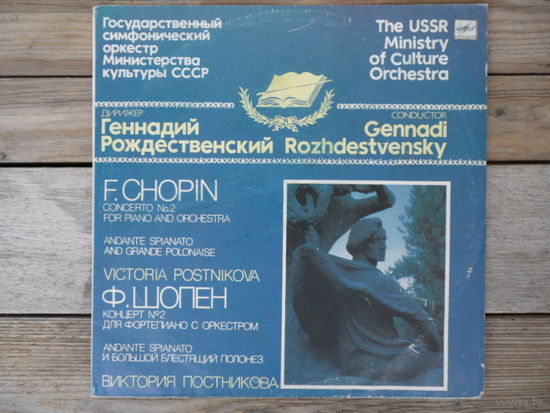 Государственный
симфонический
оркестр
Министерства
культуры СССР
The USSR
Ministry
of Culture
Orchestra
ДИРИЖЕР
Геннадий
Рождественский
CONDUCTOR
Gennadi
Rozhdestvensky
F. CHOPIN
CONCERTO No. 2
FOR PIANO AND ORCHESTRA
ANDANTE SPIANATO
AND GRANDE POLONAISE
VICTORIA POSTNIKOVA
Ф. ШОПЕН
КОНЦЕРТ №2
ДЛЯ ФОРТЕПИАНО С ОРКЕСТРОМ
ANDANTE SPIANATO
И БОЛЬШОЙ БЛЕСТЯЩИЙ ПОЛОНЕЗ
ВИКТОРИЯ ПОСТНИКОВА